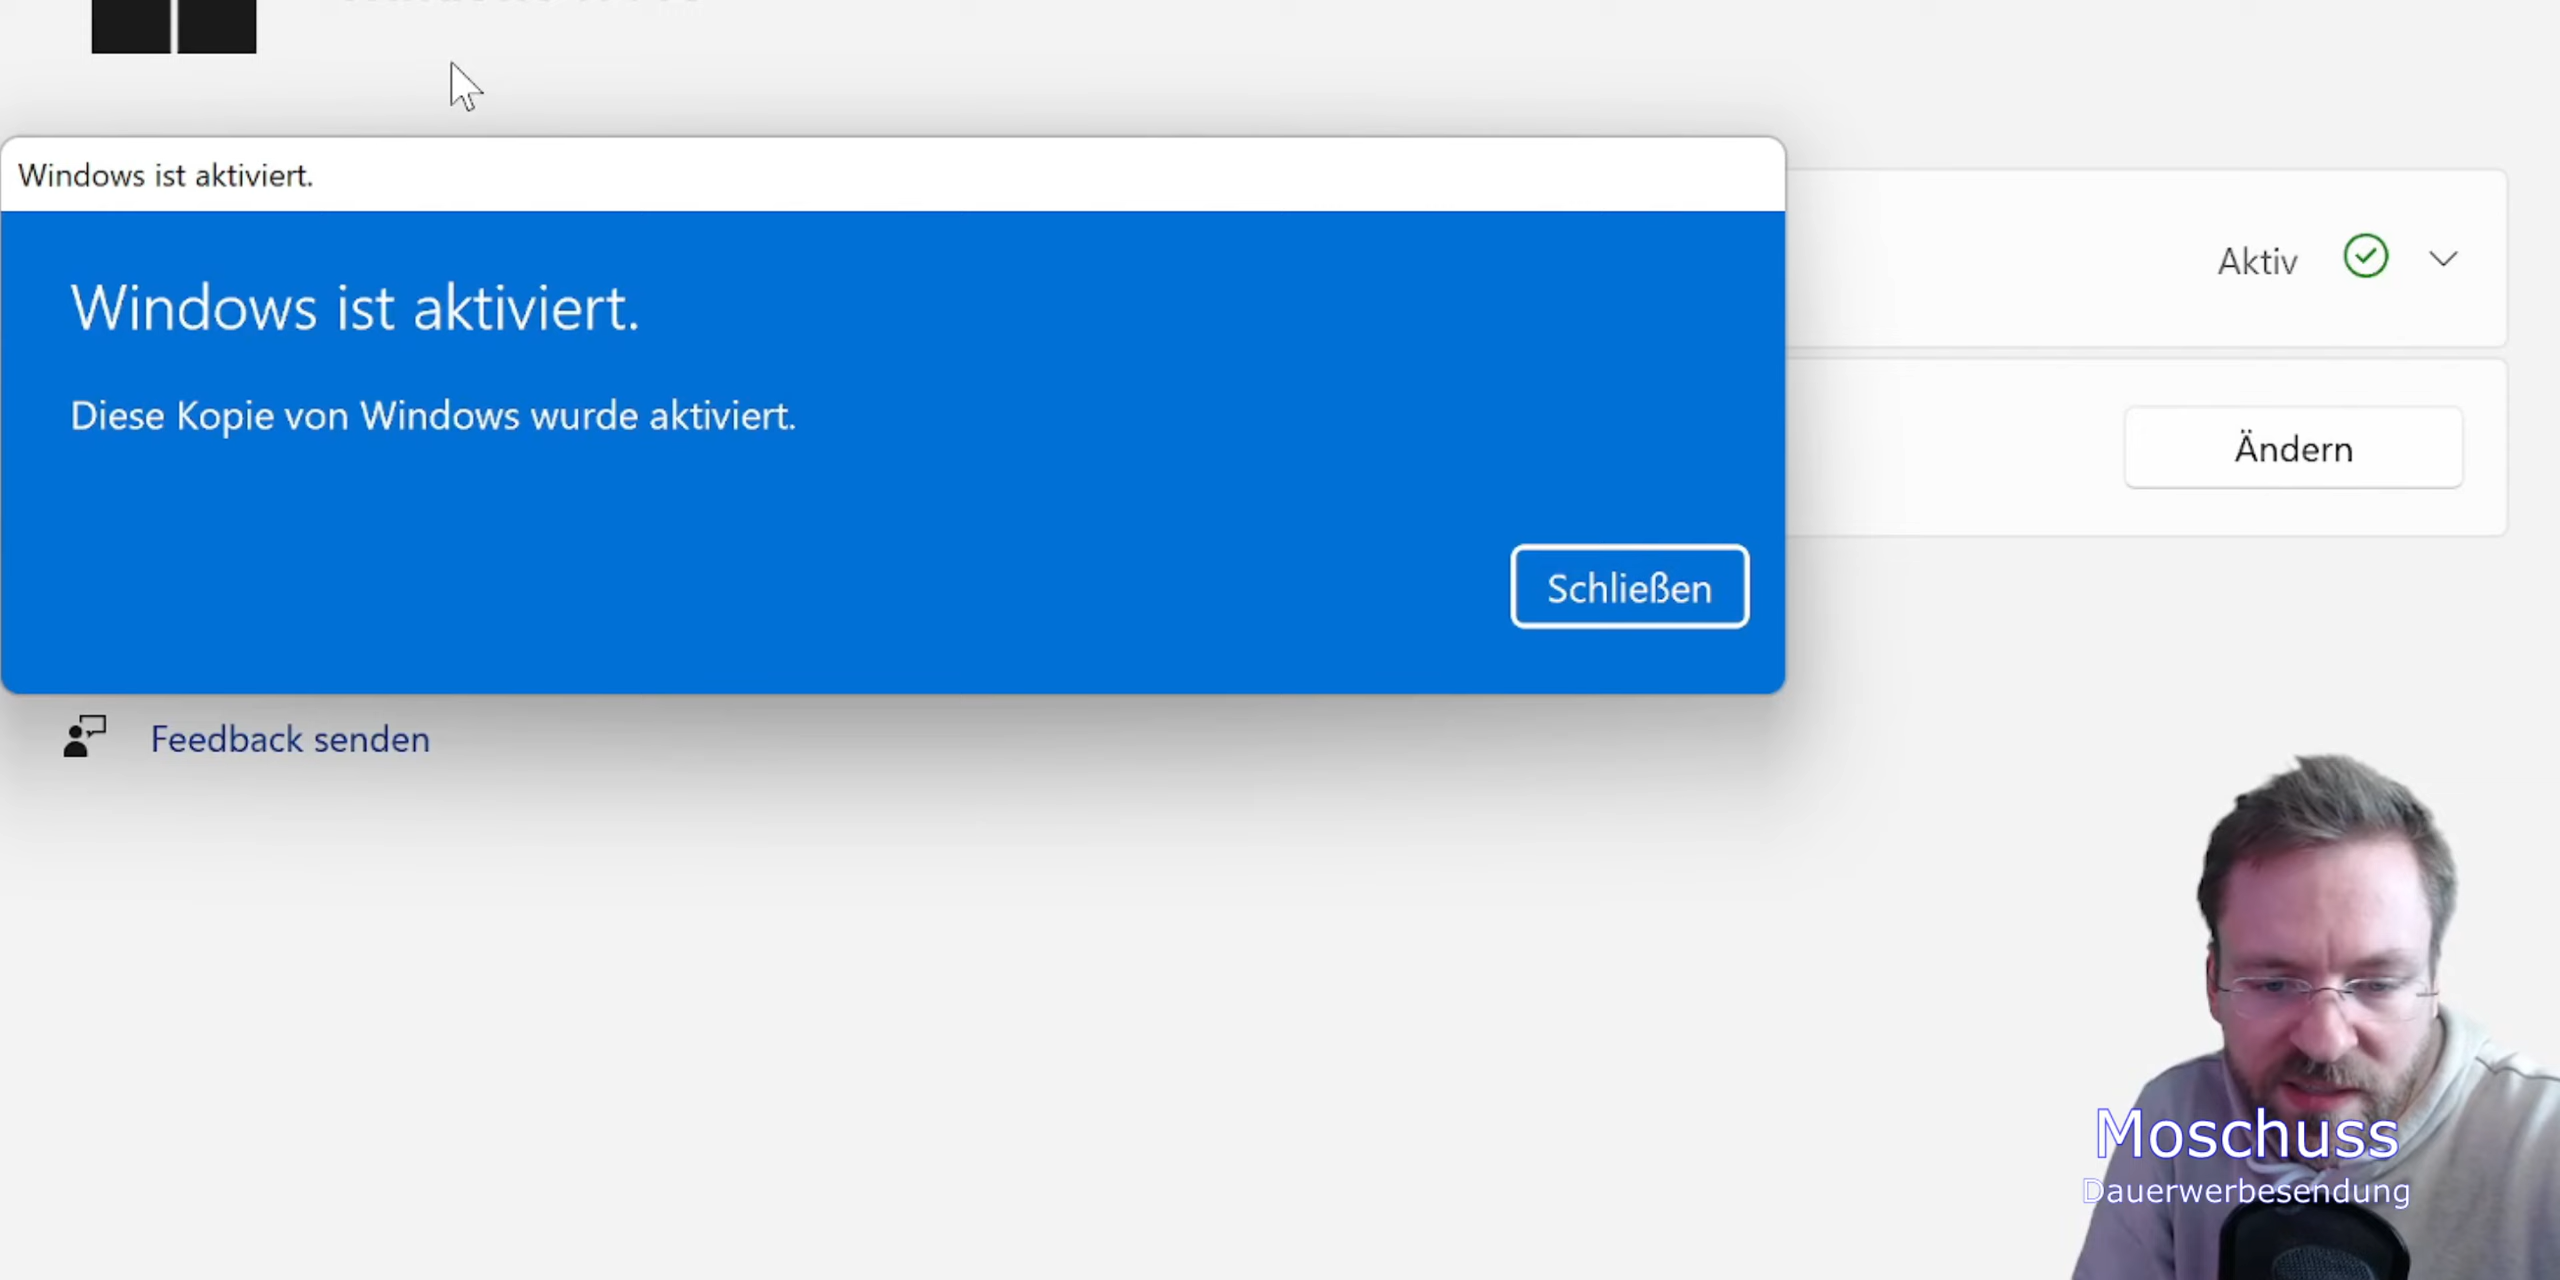 Windows ist aktiviert.
Aktiv
Windows ist aktiviert.
Diese Kopie von Windows wurde aktiviert.
Ändern
Schließen
Feedback senden
Moschuss
Dauerwerbesendung